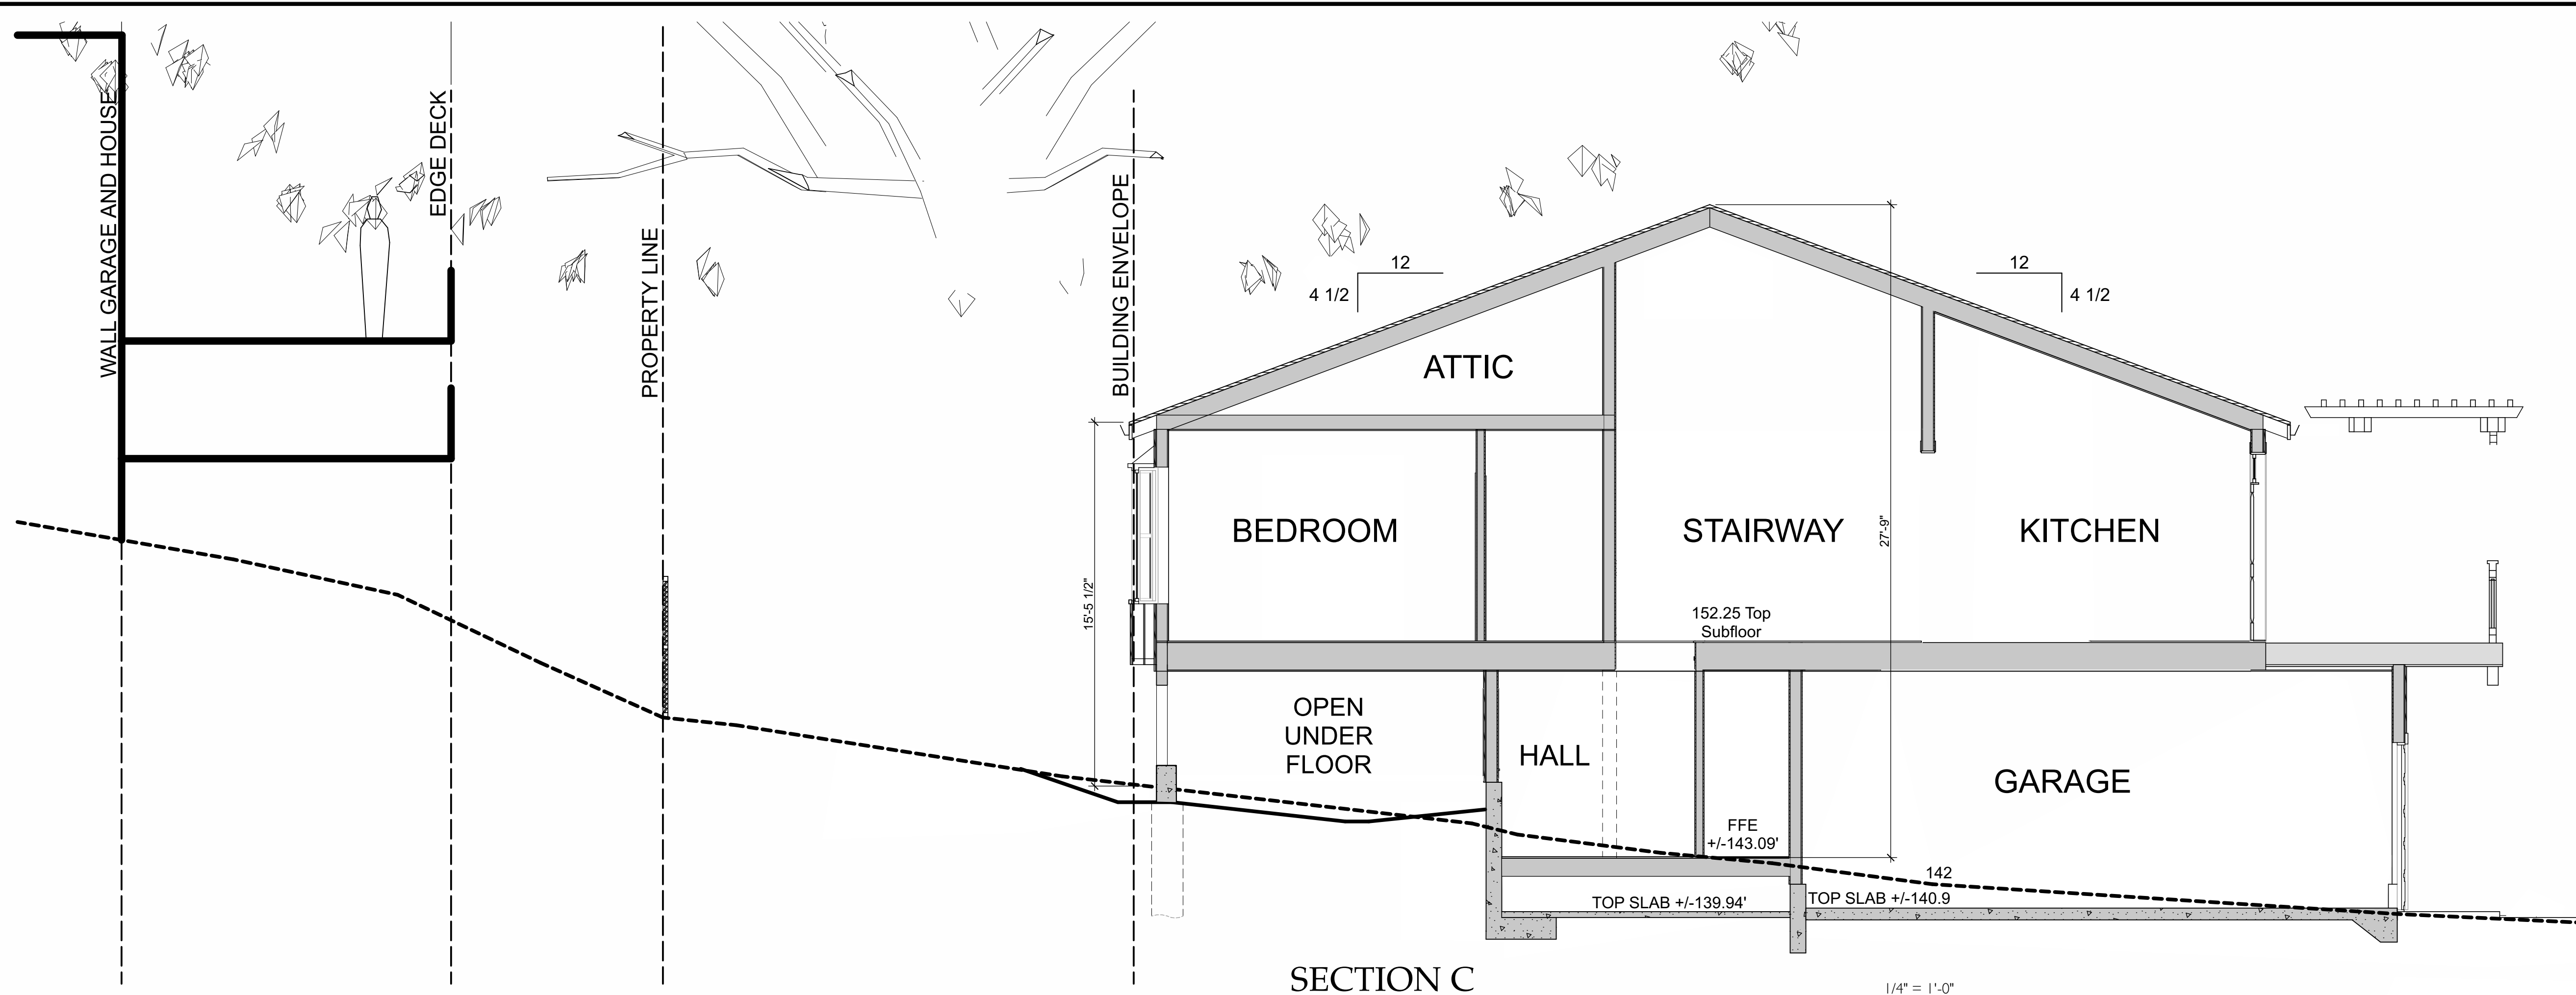 WALL GARAGE AND HOUSE
EDGE DECK
PROPERTY LINE
BUILDING ENVELOPE
12
4 1/2
12
4 1/2
ATTIC
BEDROOM
STAIRWAY
KITCHEN
27'-9"
15'-5 1/2"
152.25 Top
Subfloor
OPEN
UNDER
FLOOR
HALL
GARAGE
FFE
+/-143.09'
142
TOP SLAB +/-139.94'
TOP SLAB +/-140.9
SECTION C
1/4" = 1'-0"